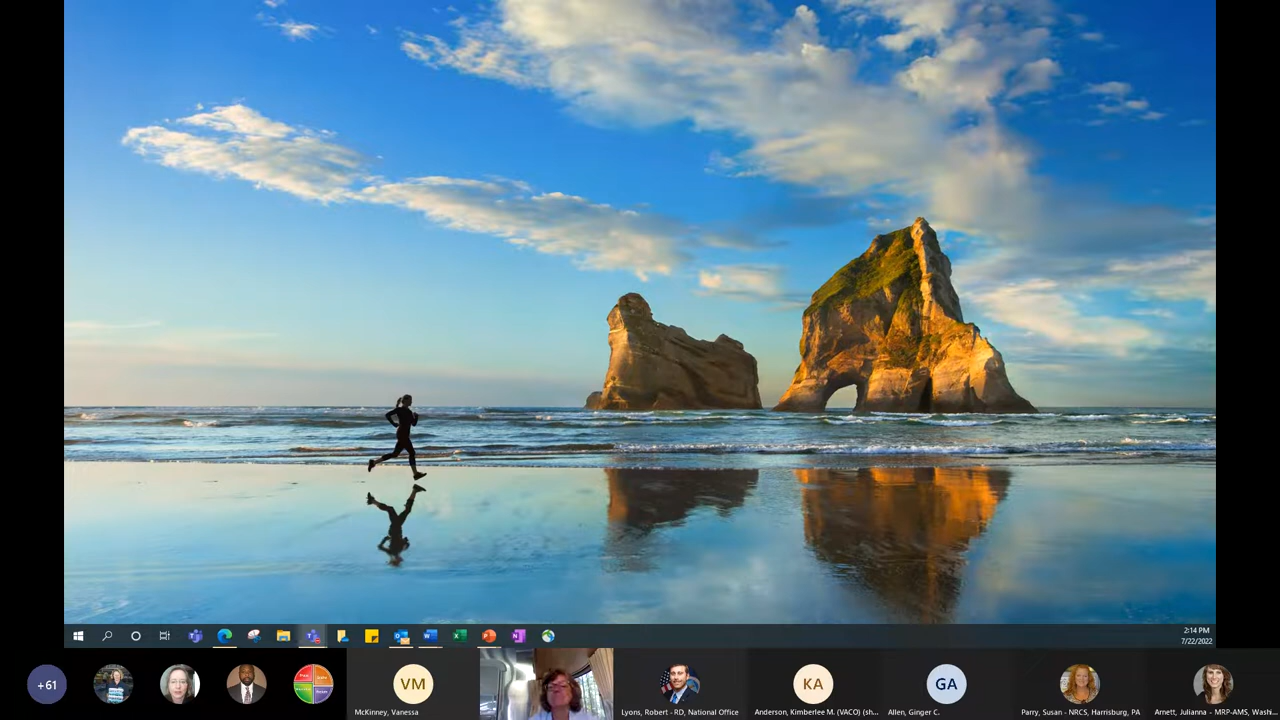 2:14 PM
7/22/2022
+61
VM
McKinney, Vanessa
Lyons, Robert - RD, National Office
KA
Anderson, Kimberlee M. (VACO) (sh...
GA
Allen, Ginger C.
Parry, Susan - NRCS, Harrisburg, PA
Arnett, Julianna - MRP-AMS, Washi...